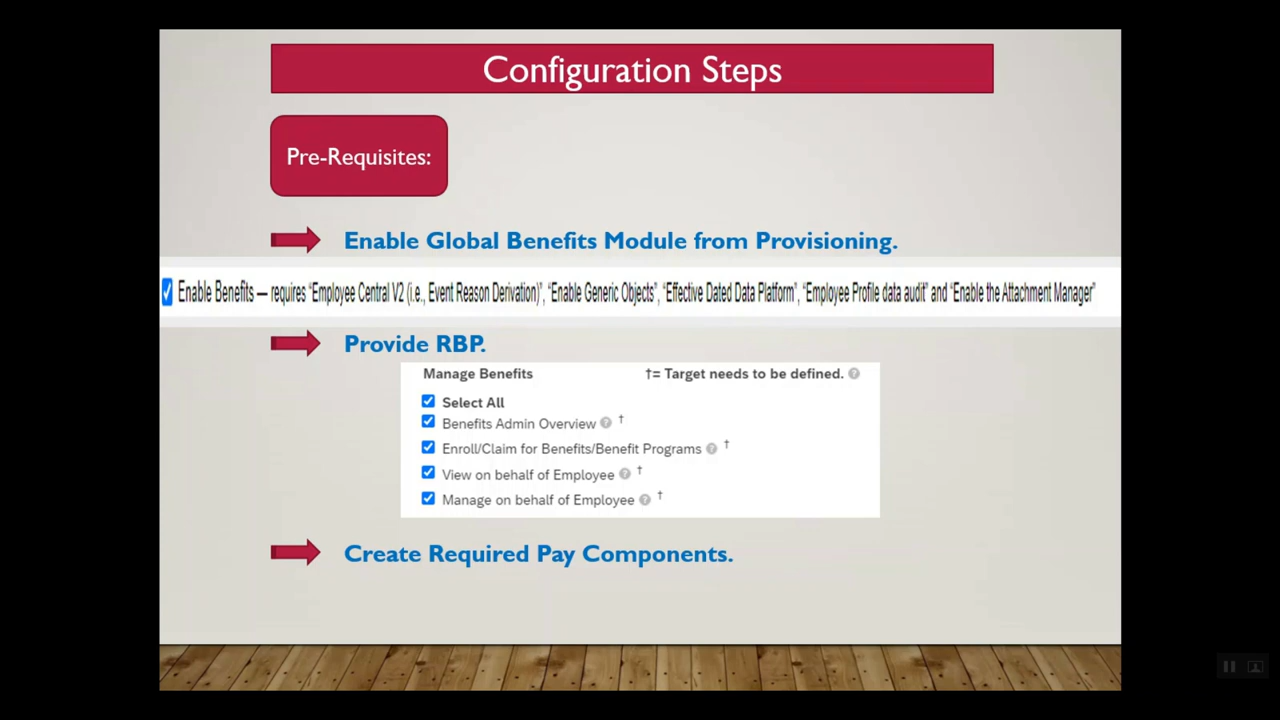 Configuration Steps
Pre-Requisites:
Enable Global Benefits Module from Provisioning.
Enable Benefits — requires "Employee Central V2 (i.e., Event Reason Derivation)", "Enable Generic Objects", "Effective Dated Data Platform", "Employee Profile data audit" and "Enable the Attachment Manager"
Provide RBP.
Manage Benefits †= Target needs to be defined. ?
Select All
Benefits Admin Overview ? †
Enroll/Claim for Benefits/Benefit Programs ? †
View on behalf of Employee ? †
Manage on behalf of Employee ? †
Create Required Pay Components.